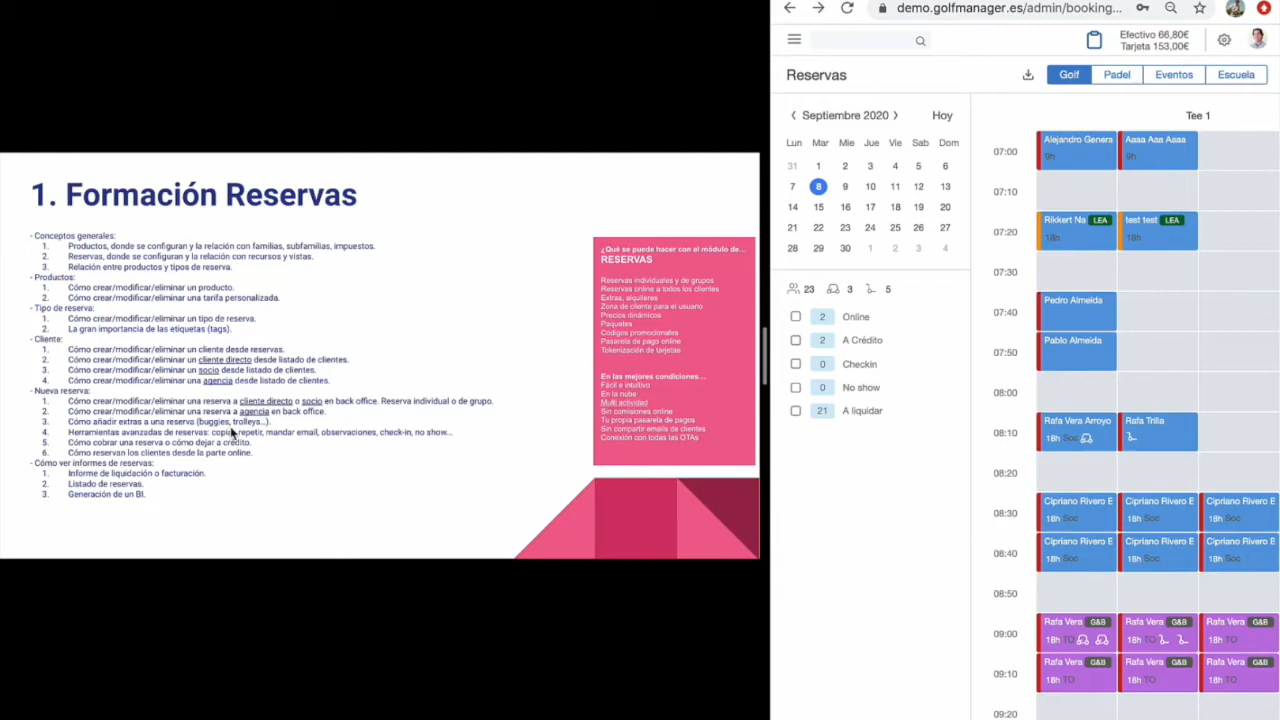 1. Formación Reservas
- Conceptos generales:
1. Productos, donde se configuran y la relación con familias, subfamilias, impuestos.
2. Reservas, donde se configuran y la relación con recursos y vistas.
3. Relación entre productos y tipos de reserva.
- Productos:
1. Cómo crear/modificar/eliminar un producto.
2. Cómo crear/modificar/eliminar una tarifa personalizada.
- Tipo de reserva:
1. Cómo crear/modificar/eliminar un tipo de reserva.
2. La gran importancia de las etiquetas (tags).
- Cliente:
1. Cómo crear/modificar/eliminar un cliente desde reservas.
2. Cómo crear/modificar/eliminar un cliente directo desde listado de clientes.
3. Cómo crear/modificar/eliminar un socio desde listado de clientes.
4. Cómo crear/modificar/eliminar una agencia desde listado de clientes.
- Nueva reserva:
1. Cómo crear/modificar/eliminar una reserva a cliente directo o socio en back office. Reserva individual o de grupo.
2. Cómo crear/modificar/eliminar una reserva a agencia en back office.
3. Cómo añadir extras a una reserva (buggies, trolleys...).
4. Herramientas avanzadas de reservas: copiar, repetir, mandar email, observaciones, check-in, no show...
5. Cómo cobrar una reserva o cómo dejar a crédito.
6. Cómo reservan los clientes desde la parte online.
- Cómo ver informes de reservas:
1. Informe de liquidación o facturación.
2. Listado de reservas.
3. Generación de un BI.
¿Qué se puede hacer con el módulo de...
RESERVAS
Reservas individuales y de grupos
Reservas online a todos los clientes
Extras, alquileres
Zona de cliente para el usuario
Precios dinámicos
Paquetes
Códigos promocionales
Pasarela de pago online
Tokenización de tarjetas
En las mejores condiciones...
Fácil e intuitivo
En la nube
Multi actividad
Sin comisiones online
Tu propia pasarela de pagos
Sin compartir emails de clientes
Conexión con todas las OTAs
demo.golfmanager.es/admin/booking...
Efectivo 66,80€
Tarjeta 153,00€
Reservas
Golf Padel Eventos Escuela
Septiembre 2020 Hoy
Lun Mar Mie Jue Vie Sab Dom
31 1 2 3 4 5 6
7 8 9 10 11 12 13
14 15 16 17 18 19 20
21 22 23 24 25 26 27
28 29 30 1 2 3 4
23 3 5
2 Online
2 A Crédito
0 Checkin
0 No show
21 A liquidar
Tee 1
07:00 Alejandro Genera Aaaa Aaa Aaaa
9h 9h
07:10
07:20 Rikkert Na LEA test test LEA
18h 18h
07:30
07:40 Pedro Almeida
07:50 Pablo Almeida
08:00
08:10 Rafa Vera Arroyo Rafa Trilla
18h Soc
08:20
08:30 Cipriano Rivero E Cipriano Rivero E Cipriano Rivero E
18h Soc 18h Soc 18h Soc
08:40 Cipriano Rivero E Cipriano Rivero E Cipriano Rivero E
18h Soc 18h Soc 18h Soc
08:50
09:00 Rafa Vera G&B Rafa Vera G&B Rafa Vera G&B
18h TO 18h TO 18h TO
09:10 Rafa Vera G&B Rafa Vera G&B Rafa Vera G&B
18h TO 18h TO 18h TO
09:20